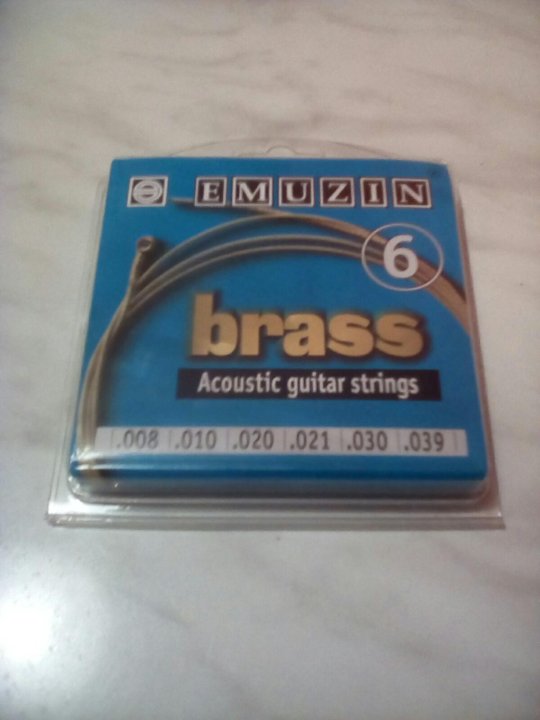 EMUZIN
6
brass
Acoustic guitar strings
.008 .010 .020 .021 .030 .039